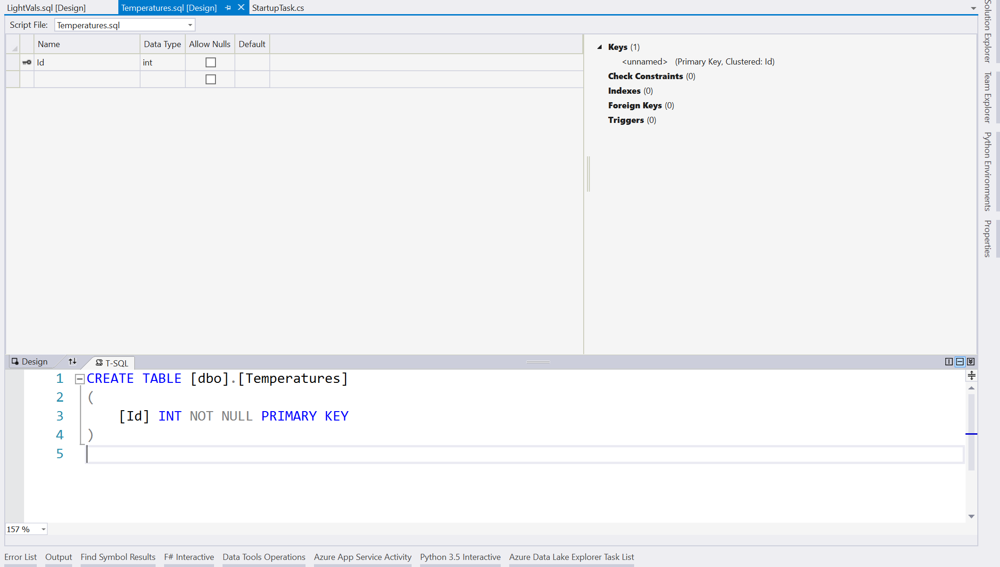 LightVals.sql [Design] Temperatures.sql [Design] StartupTask.cs
Script File: Temperatures.sql
Name Data Type Allow Nulls Default
Id int
Keys (1)
<unnamed> (Primary Key, Clustered: Id)
Check Constraints (0)
Indexes (0)
Foreign Keys (0)
Triggers (0)
Solution Explorer
Team Explorer
Python Environments
Properties
Design T-SQL
1 CREATE TABLE [dbo].[Temperatures]
2 (
3 [Id] INT NOT NULL PRIMARY KEY
4 )
5
157 %
Error List Output Find Symbol Results F# Interactive Data Tools Operations Azure App Service Activity Python 3.5 Interactive Azure Data Lake Explorer Task List